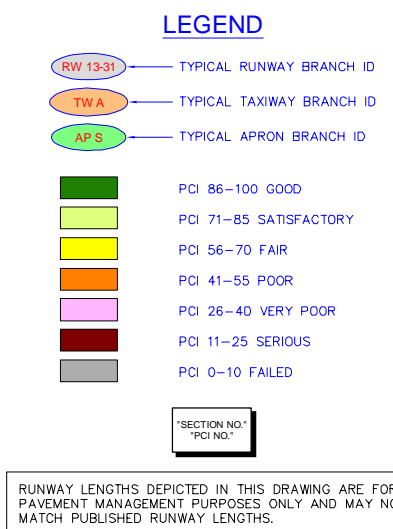 LEGEND
RW 13-31 TYPICAL RUNWAY BRANCH ID
TW A TYPICAL TAXIWAY BRANCH ID
AP S TYPICAL APRON BRANCH ID
PCI 86-100 GOOD
PCI 71-85 SATISFACTORY
PCI 56-70 FAIR
PCI 41-55 POOR
PCI 26-40 VERY POOR
PCI 11-25 SERIOUS
PCI 0-10 FAILED
"SECTION NO."
"PCI NO."
RUNWAY LENGTHS DEPICTED IN THIS DRAWING ARE FOR
PAVEMENT MANAGEMENT PURPOSES ONLY AND MAY
MATCH PUBLISHED RUNWAY LENGTHS.